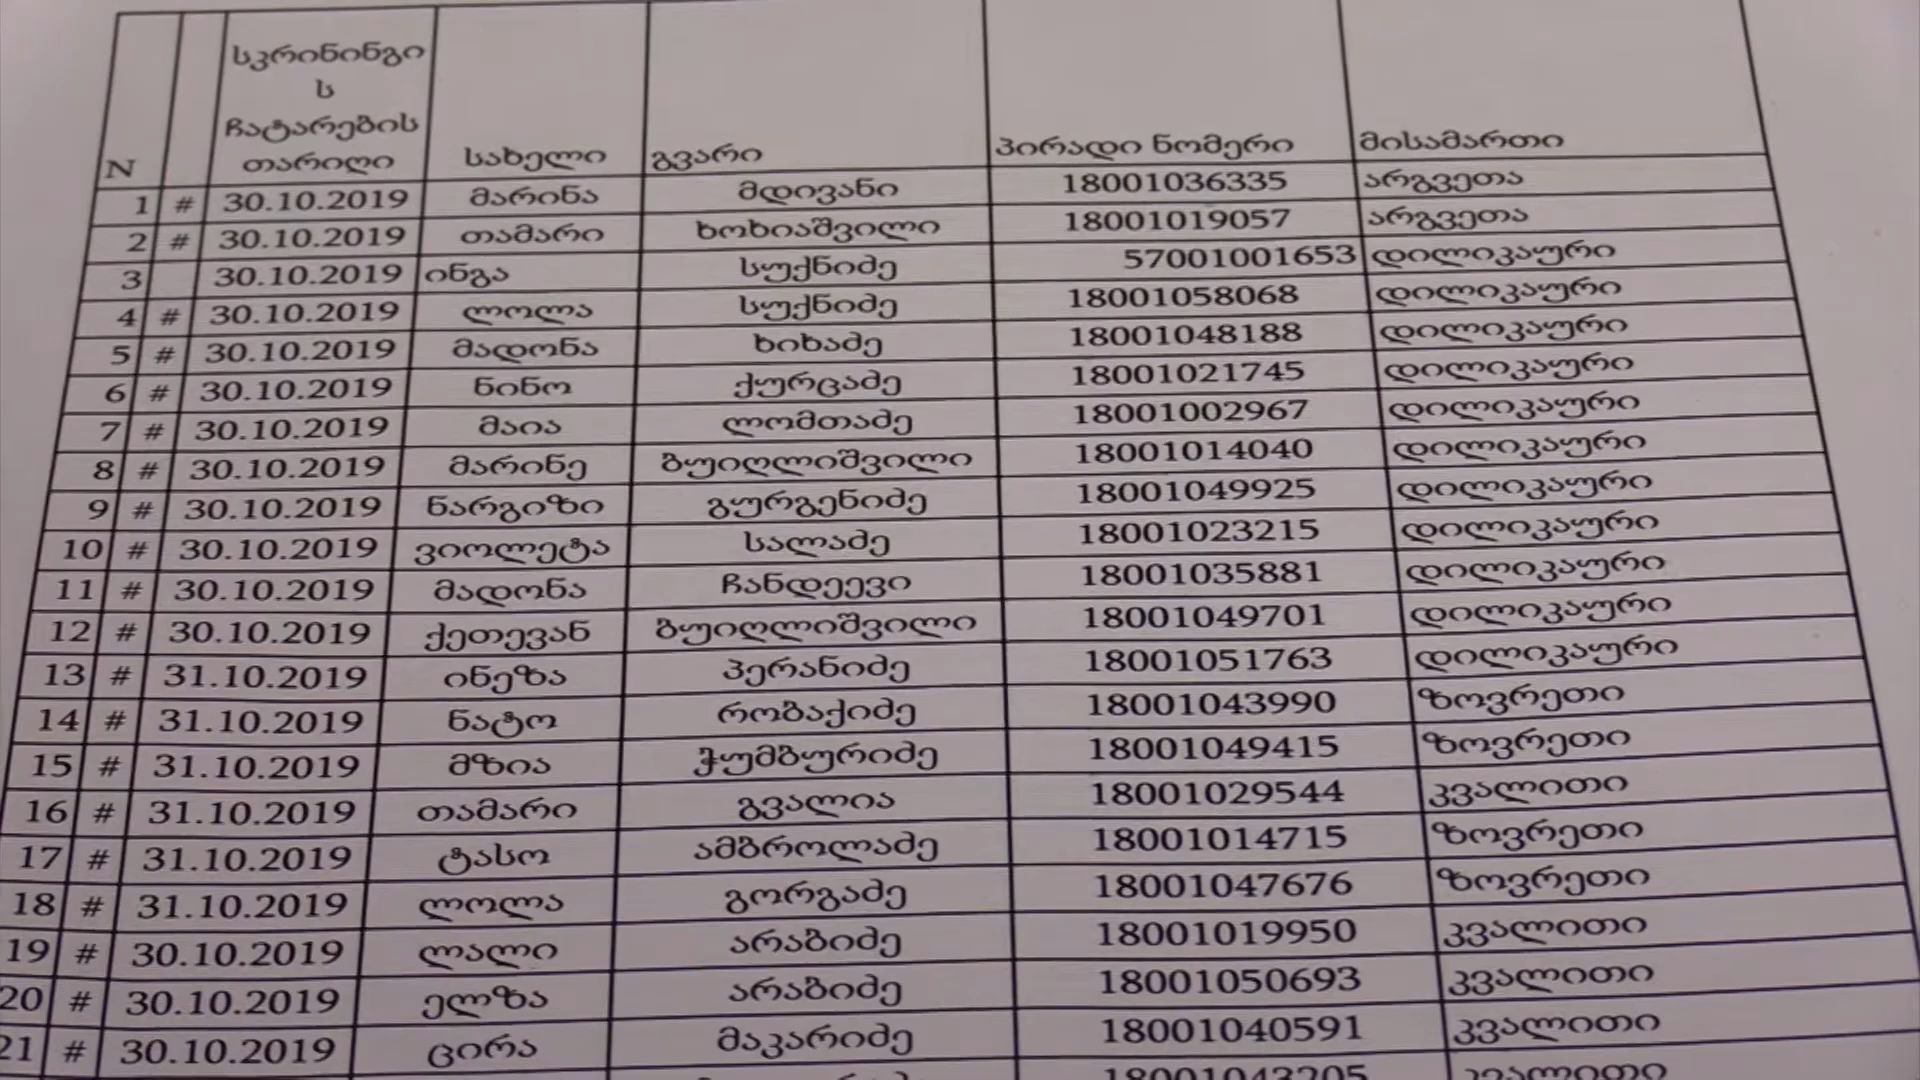 N სკრინინგის ჩატარების თარიღი სახელი გვარი პირადი ნომერი მისამართი
1 # 30.10.2019 მარინა მდივანი 18001036335 არგვეთა
2 # 30.10.2019 თამარი ხოხიაშვილი 18001019057 არგვეთა
3 30.10.2019 ინგა სუქნიძე 57001001653 დილიკაური
4 # 30.10.2019 ლოლა სუქნიძე 18001058068 დილიკაური
5 # 30.10.2019 მადონა ხიხაძე 18001048188 დილიკაური
6 # 30.10.2019 ნინო ქურცაძე 18001021745 დილიკაური
7 # 30.10.2019 მაია ლომთაძე 18001002967 დილიკაური
8 # 30.10.2019 მარინე ბუიღლიშვილი 18001014040 დილიკაური
9 # 30.10.2019 ნარგიზი გურგენიძე 18001049925 დილიკაური
10 # 30.10.2019 ვიოლეტა სალაძე 18001023215 დილიკაური
11 # 30.10.2019 მადონა ჩანდეევი 18001035881 დილიკაური
12 # 30.10.2019 ქეთევან ბუიღლიშვილი 18001049701 დილიკაური
13 # 31.10.2019 ინეზა პერანიძე 18001051763 დილიკაური
14 # 31.10.2019 ნატო რობაქიძე 18001043990 ზოვრეთი
15 # 31.10.2019 მზია ჭუმბურიძე 18001049415 ზოვრეთი
16 # 31.10.2019 თამარი გვალია 18001029544 კვალითი
17 # 31.10.2019 ტასო ამბროლაძე 18001014715 ზოვრეთი
18 # 31.10.2019 ლოლა გორგაძე 18001047676 ზოვრეთი
19 # 30.10.2019 ლალი არაბიძე 18001019950 კვალითი
20 # 30.10.2019 ელზა არაბიძე 18001050693 კვალითი
21 # 30.10.2019 ცირა მაკარიძე 18001040591 კვალითი
18001043205 კვალითი